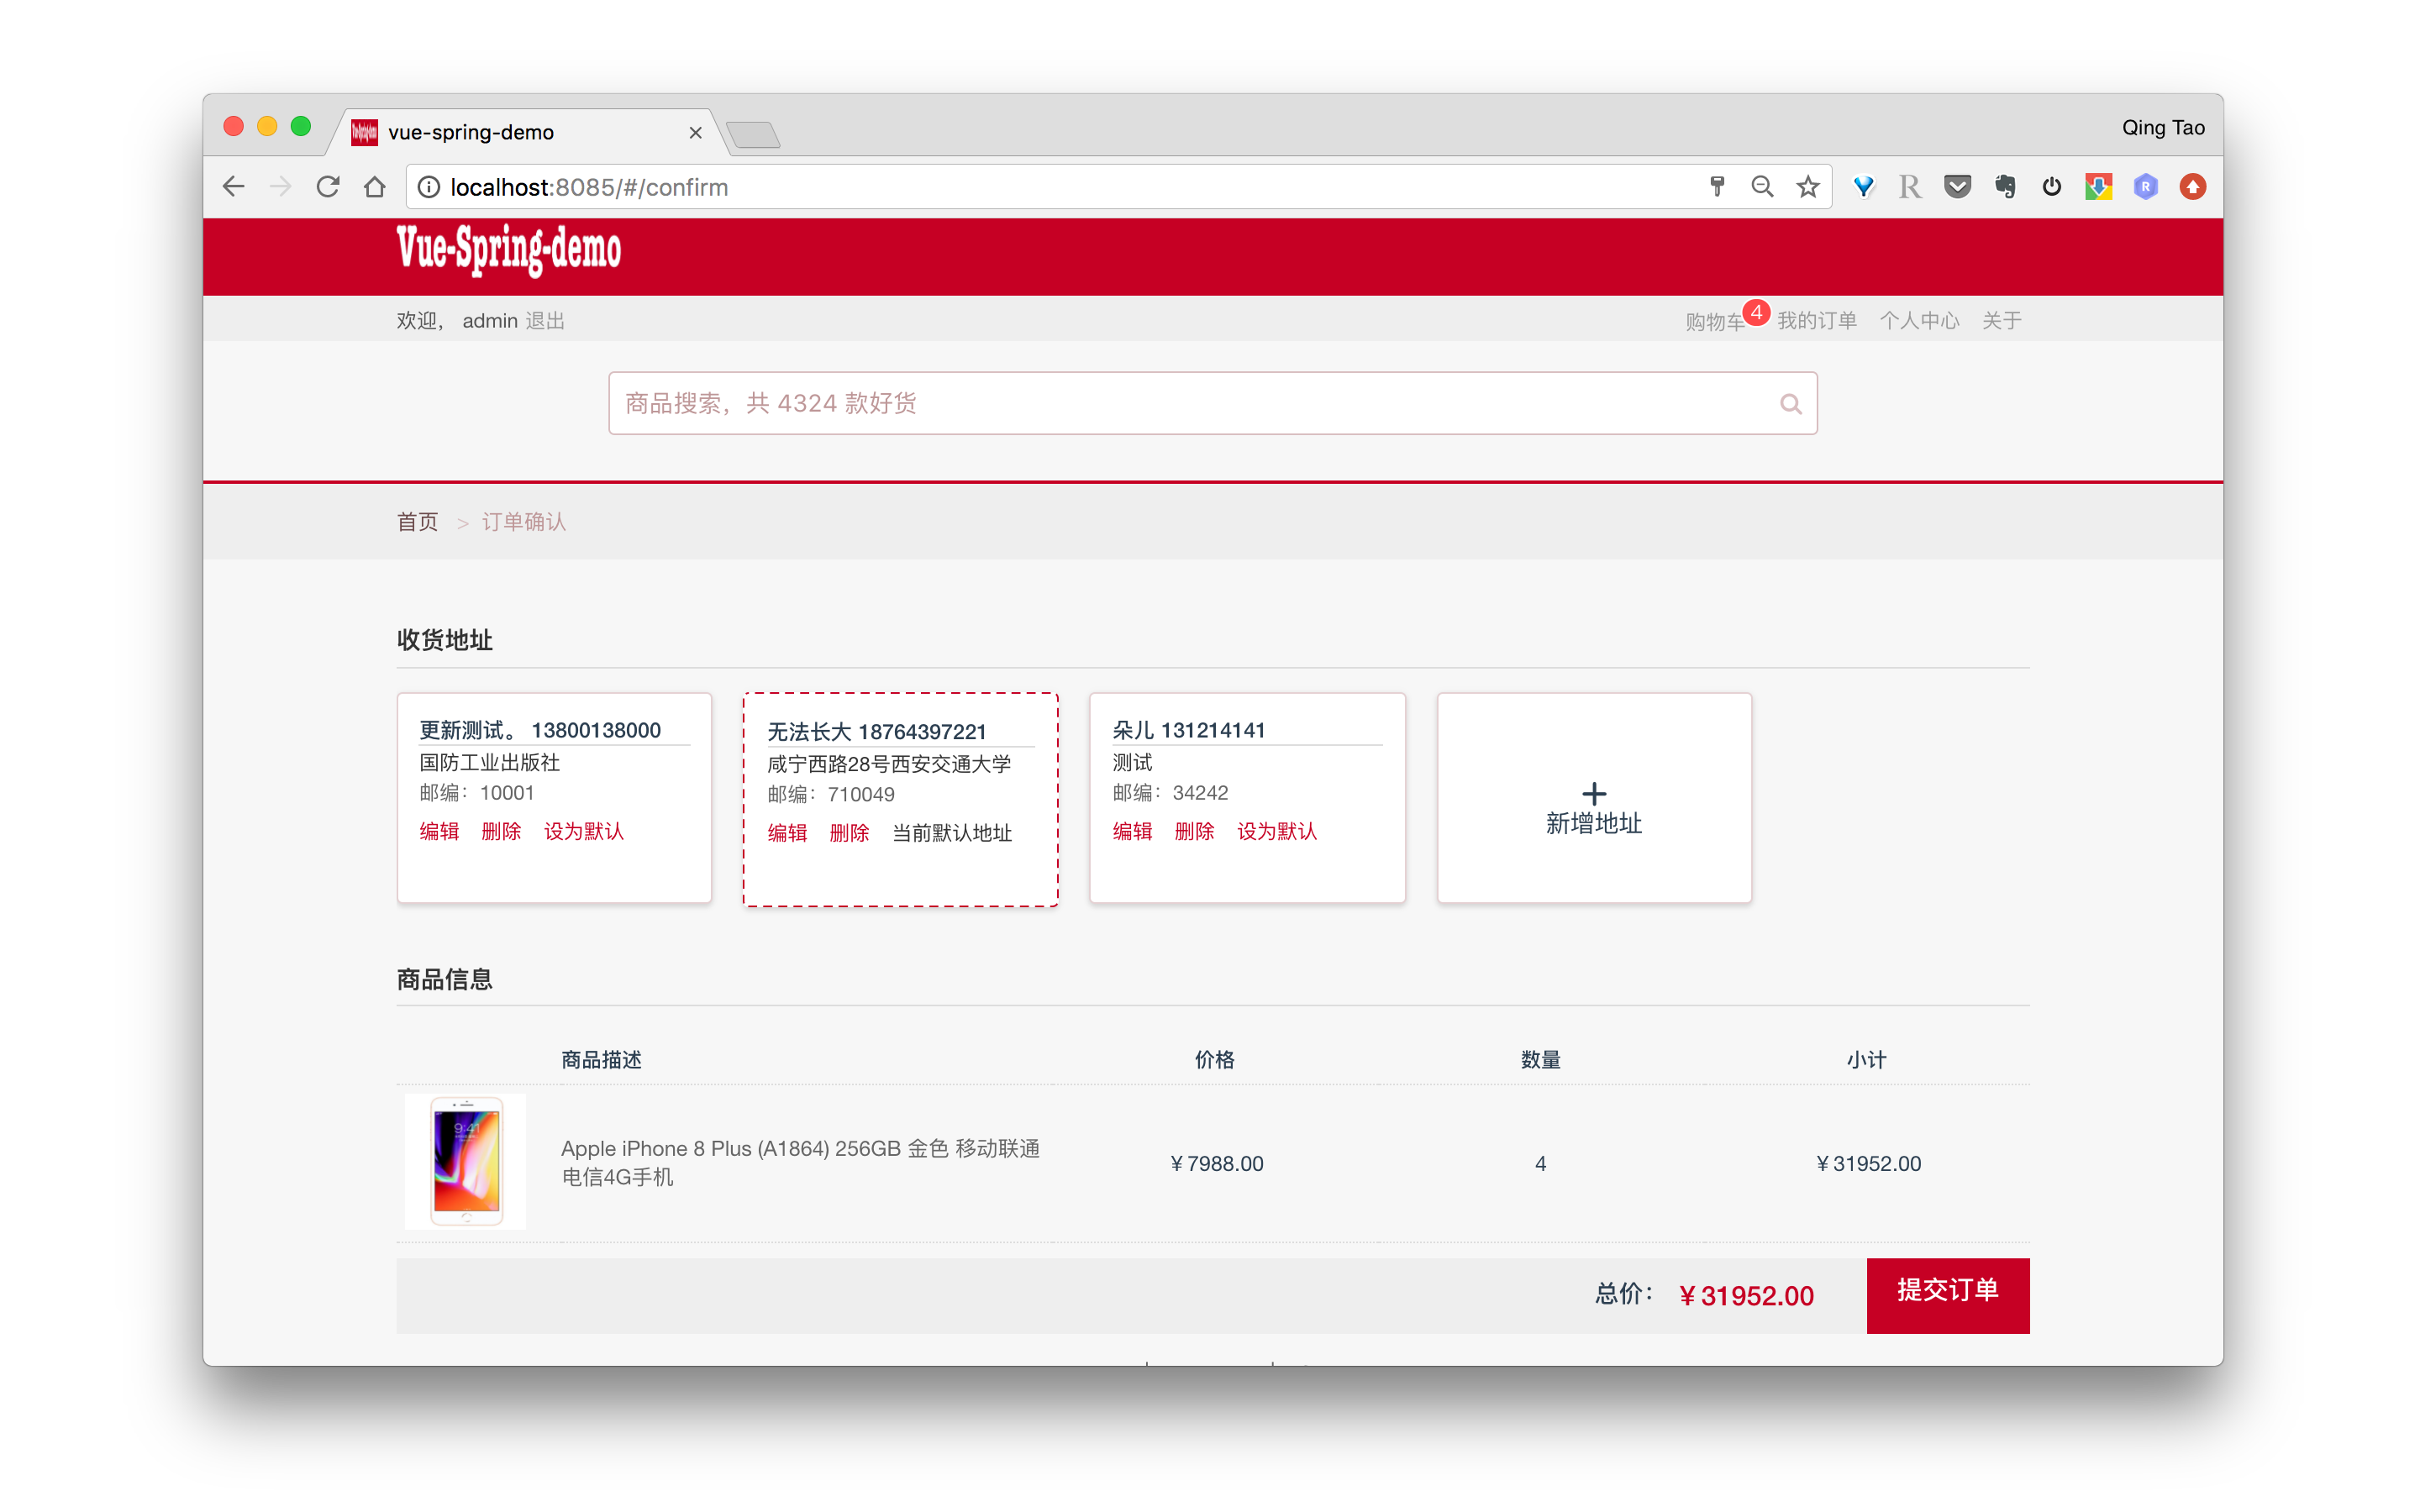 vue-spring-demo
Qing Tao
localhost:8085/#/confirm
Vue-Spring-demo
欢迎， admin 退出
购物车 4 我的订单 个人中心 关于
商品搜索，共 4324 款好货
首页 > 订单确认
收货地址
更新测试。 13800138000
国防工业出版社
邮编：10001
编辑 删除 设为默认
无法长大 18764397221
咸宁西路28号西安交通大学
邮编：710049
编辑 删除 当前默认地址
朵儿 131214141
测试
邮编：34242
编辑 删除 设为默认
+
新增地址
商品信息
商品描述 价格 数量 小计
9:41
Apple iPhone 8 Plus (A1864) 256GB 金色 移动联通
电信4G手机
¥ 7988.00 4 ¥ 31952.00
总价： ¥ 31952.00 提交订单